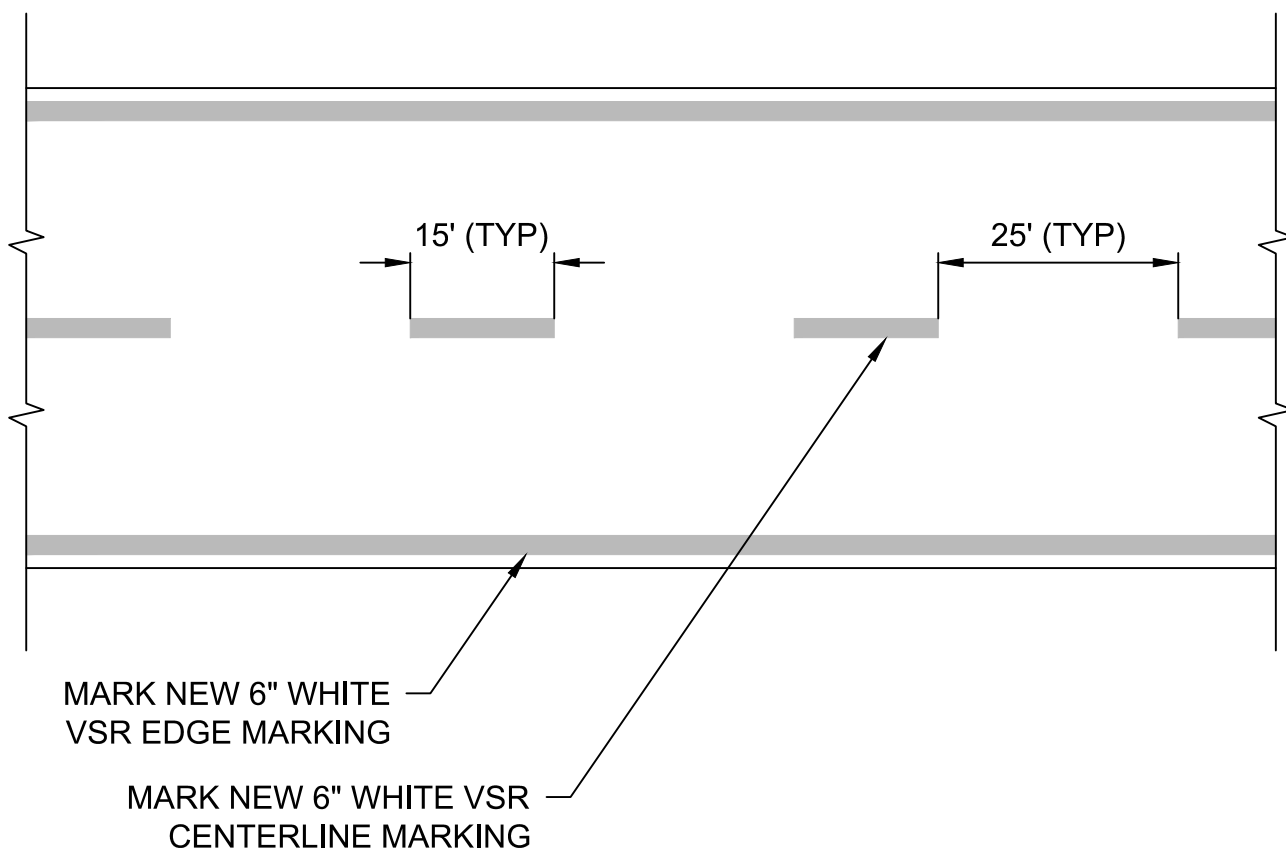 15' (TYP)
25' (TYP)
MARK NEW 6" WHITE
VSR EDGE MARKING
MARK NEW 6" WHITE VSR
CENTERLINE MARKING